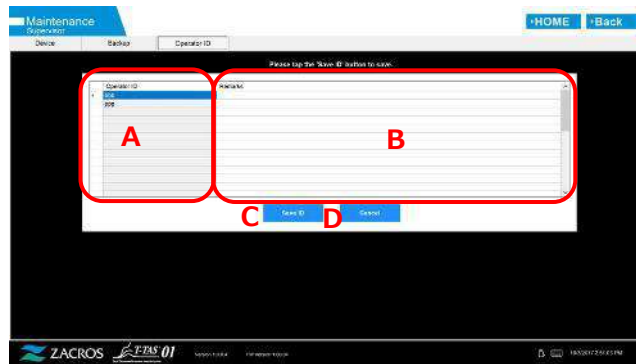 Maintenance
Supervisor
HOME
Back
Device
Backup
Operator ID
Please tap the 'Save ID' button to save.
Operator ID
Remarks
A
B
C
Save ID
D
Cancel
ZACROS
T-TAS 01